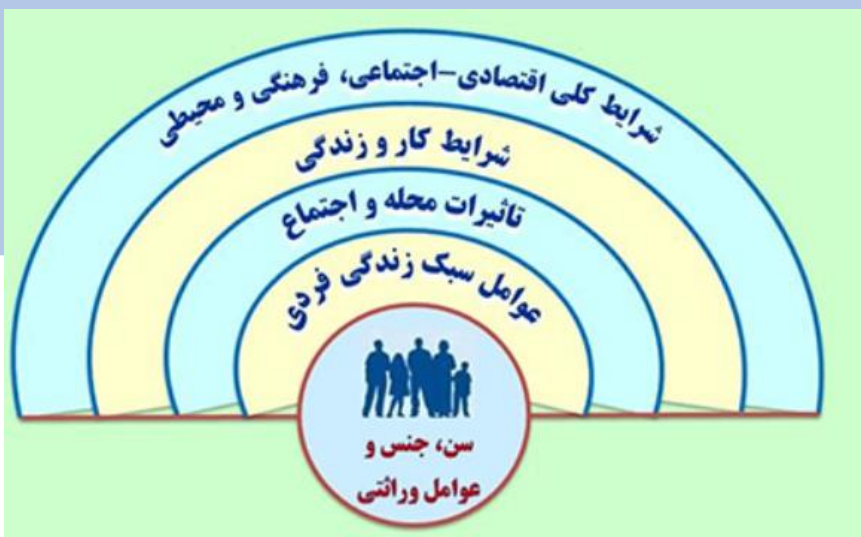 شرایط کلی اقتصادی-اجتماعی، فرهنگی و محیطی
شرایط کار و زندگی
تاثیرات محله و اجتماع
عوامل سبک زندگی فردی
سن، جنس و
عوامل وراثتی